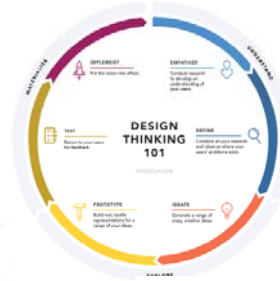 IMPLEMENT
Put the vision into effect.
EMPATHIZE
Conduct research
to develop an
understanding of
your users.
MATERIALIZE
UNDERSTAND
TEST
Return to your users
for feedback.
DESIGN
THINKING
101
DEFINE
Combine all your research
and observe where your
users' problems exist.
PROTOTYPE
Build real, tactile
representations for a
range of your ideas.
IDEATE
Generate a range of
crazy, creative ideas.
EXPLORE